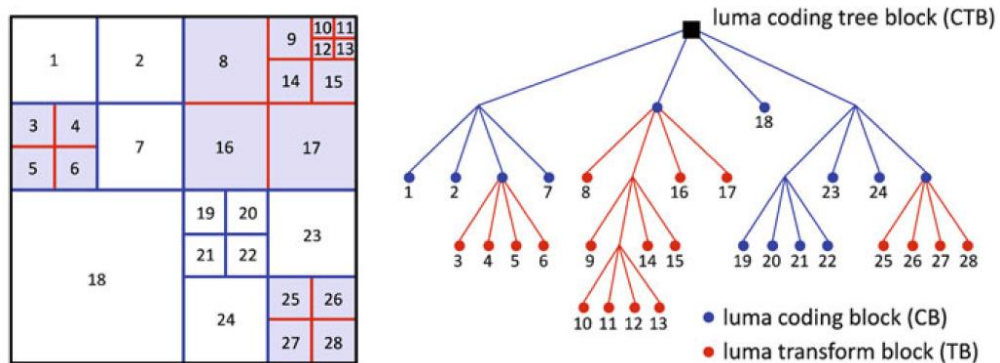 luma coding tree block (CTB)
1 2 8 9 10 11
12 13
14 15
3 4 7 16 17
5 6
18 19 20 23
21 22
24 25 26
27 28
18
1 2 7 8 16 17 23 24
3 4 5 6 9 14 15 19 20 21 22 25 26 27 28
10 11 12 13
luma coding block (CB)
luma transform block (TB)